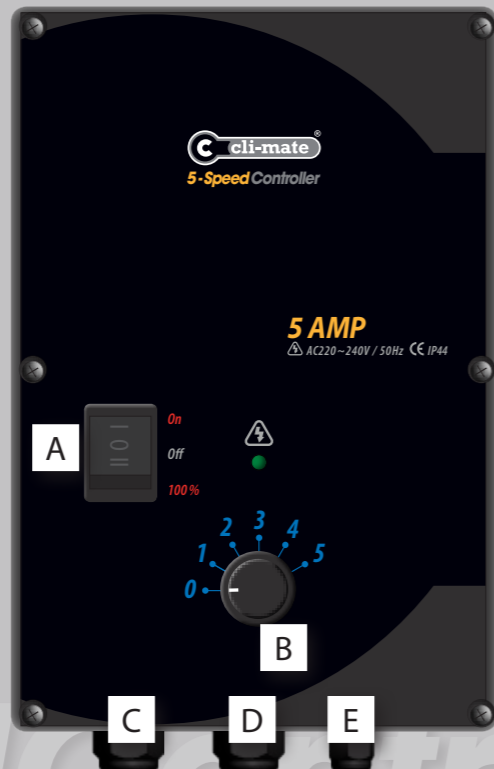 C cli-mate ®
5-Speed Controller
5 AMP
AC220~240V / 50Hz CE IP44
A
I
O
II
On
Off
100%
0
1
2
3
4
5
B
C
D
E